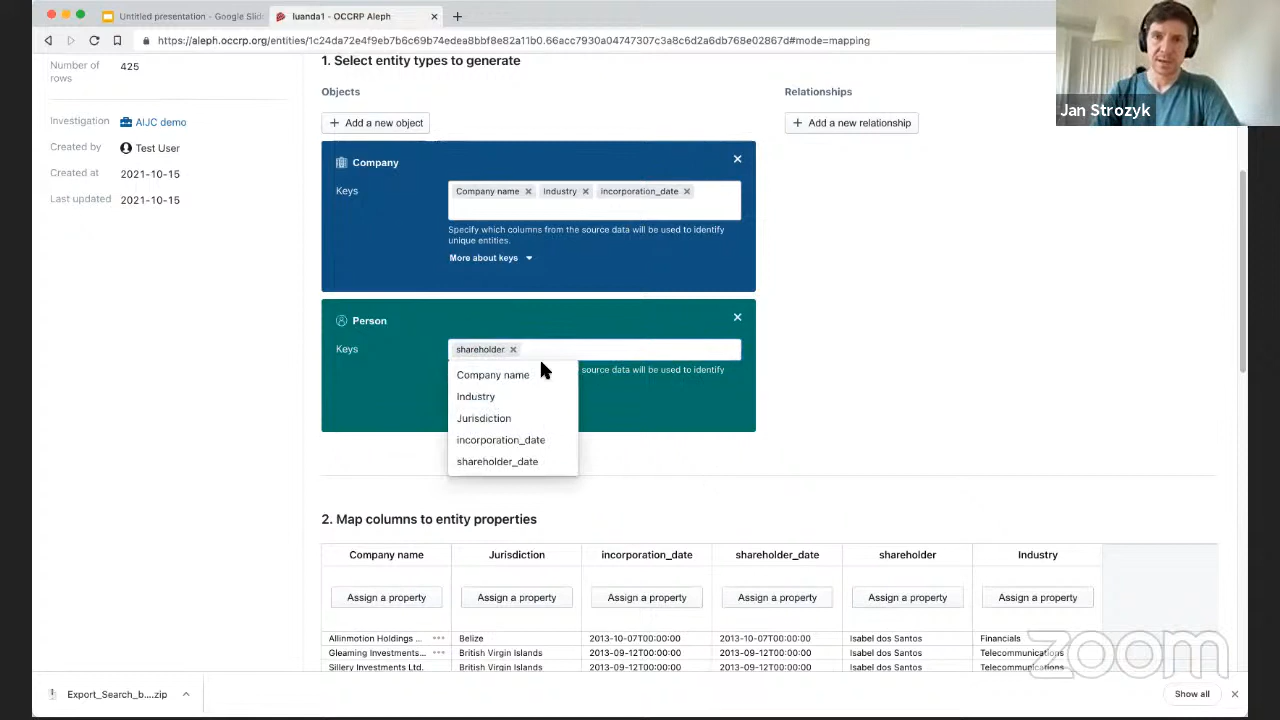 Untitled presentation - Google Slid
luanda1 - OCCRP Aleph
https://aleph.occrp.org/entities/1c24da72e4f9eb7b6c69b74edea8bbf8e82a11b0.66acc7930a04747307c3a8c6d2a6db768e02867d#mode=mapping
Jan Strozyk
Number of rows 425
Investigation AIJC demo
Created by Test User
Created at 2021-10-15
Last updated 2021-10-15
1. Select entity types to generate
Objects
Relationships
+ Add a new object
+ Add a new relationship
Company
Keys
Company name Industry incorporation_date
Specify which columns from the source data will be used to identify
unique entities.
More about keys
Person
Keys
shareholder
source data will be used to identify
Company name
Industry
Jurisdiction
incorporation_date
shareholder_date
2. Map columns to entity properties
Company name Jurisdiction incorporation_date shareholder_date shareholder Industry
Assign a property Assign a property Assign a property Assign a property Assign a property Assign a property
Allinmotion Holdings ... Belize 2013-10-07T00:00:00 2013-10-07T00:00:00 Isabel dos Santos Financials
Gleaming Investments... British Virgin Islands 2013-09-12T00:00:00 2013-09-12T00:00:00 Isabel dos Santos Telecommunications
Sillery Investments Ltd. British Virgin Islands 2013-09-12T00:00:00 2013-09-12T00:00:00 Isabel dos Santos Telecommunications
zoom
Export_Search_b....zip
Show all